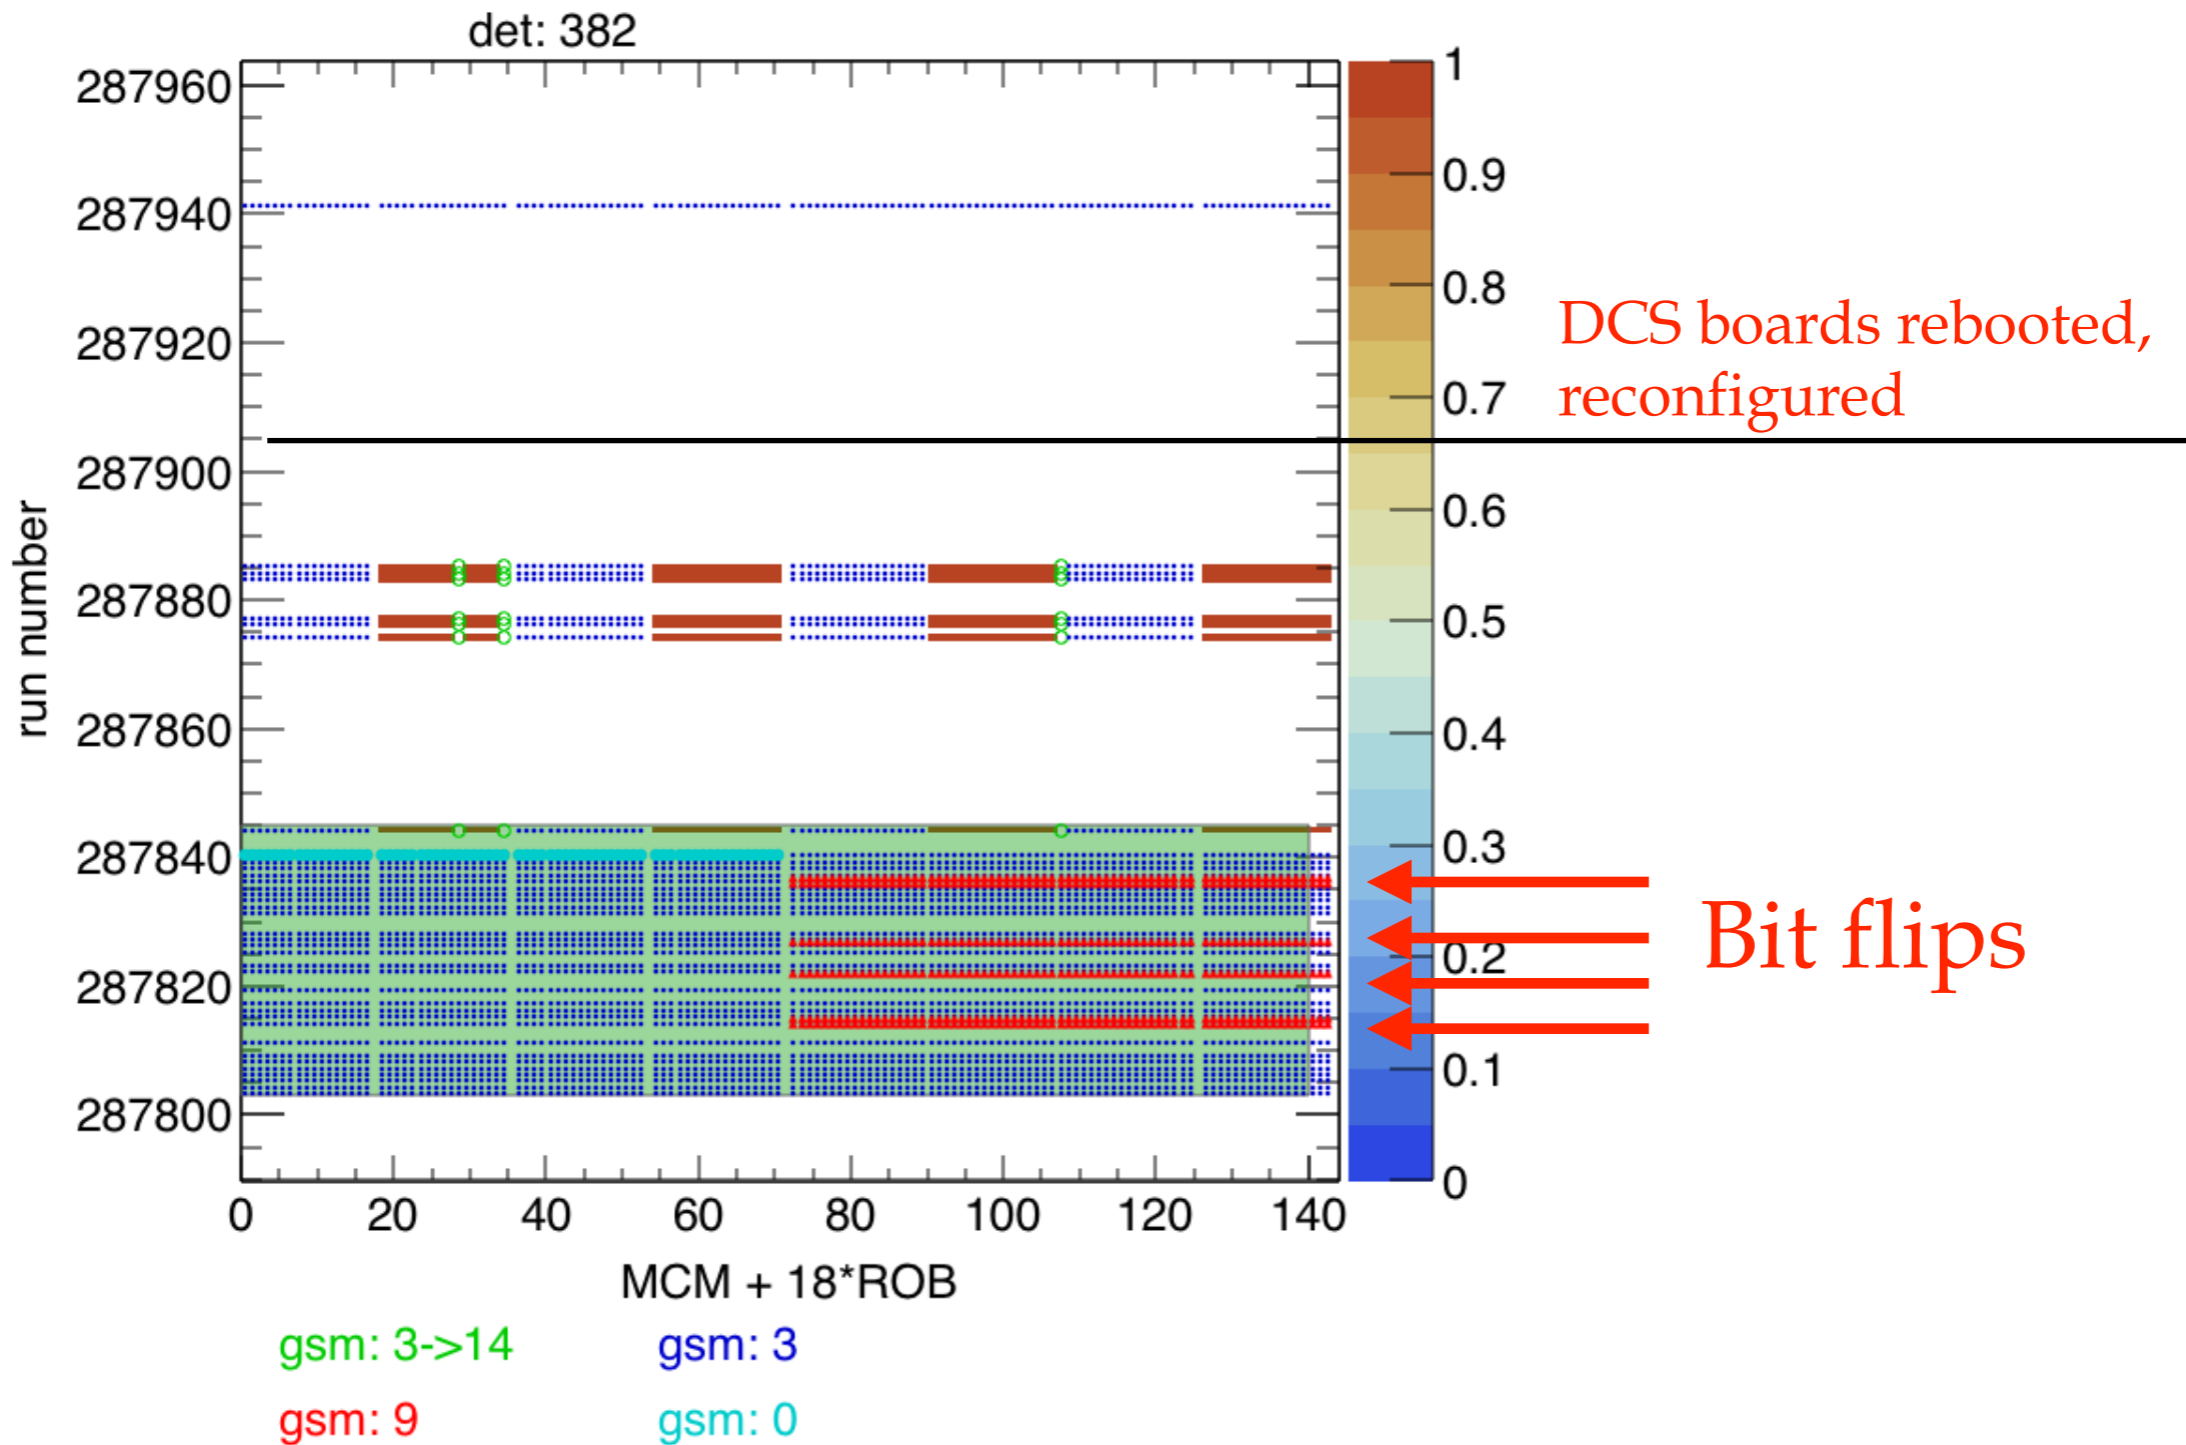 det: 382
287960
287940
287920
287900
287880
287860
287840
287820
287800
run number
0 20 40 60 80 100 120 140
MCM + 18*ROB
1
0.9
0.8
0.7
0.6
0.5
0.4
0.3
0.2
0.1
0
DCS boards rebooted,
reconfigured
Bit flips
gsm: 3->14 gsm: 3
gsm: 9 gsm: 0